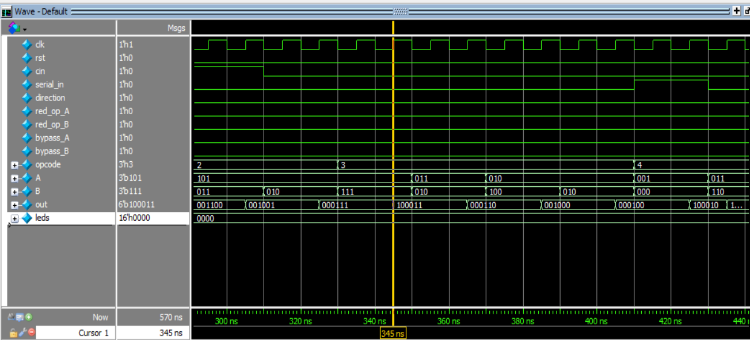 Wave - Default
Msgs
clk 1'h1
rst 1'h0
cin 1'h0
serial_in 1'h0
direction 1'h0
red_op_A 1'h0
red_op_B 1'h0
bypass_A 1'h0
bypass_B 1'h0
opcode 3'h3 2 3 4
A 3'b101 101 011 010 001 011
B 3'b111 011 010 111 010 100 010 000 110
out 6'b100011 001100 001001 000111 100011 000110 001000 000100 100010 1...
leds 16'h0000 0000
Now 570 ns 300 ns 320 ns 340 ns 360 ns 380 ns 400 ns 420 ns 440
Cursor 1 345 ns 345 ns